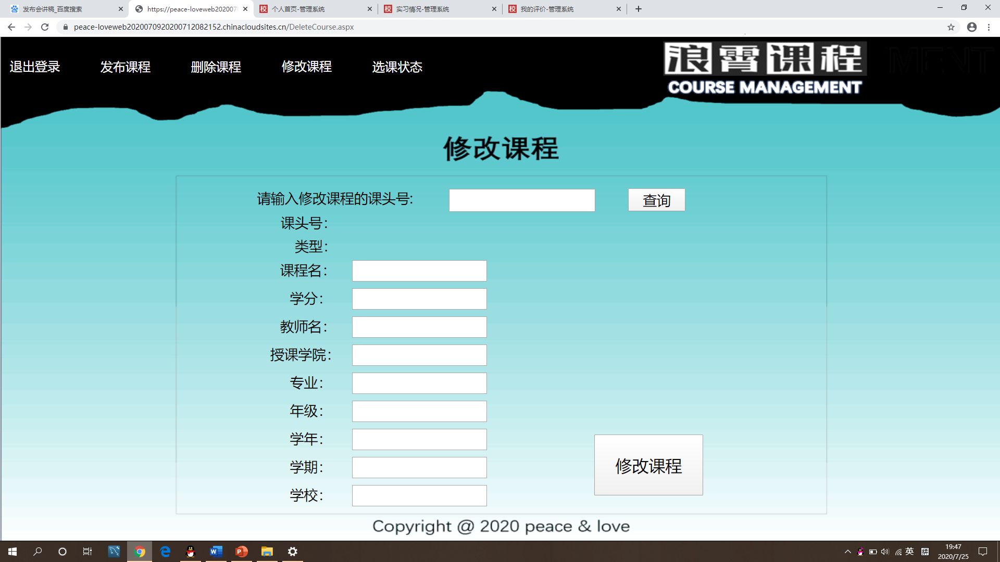 发布会讲稿_百度搜索
https://peace-loveweb202007
个人首页-管理系统
实习情况-管理系统
我的评价-管理系统
peace-loveweb2020070920200712082152.chinacloudsites.cn/DeleteCourse.aspx
退出登录 发布课程 删除课程 修改课程 选课状态
浪霄课程
COURSE MANAGEMENT
MENT
修改课程
请输入修改课程的课头号:
查询
课头号：
类型：
课程名：
学分：
教师名：
授课学院：
专业：
年级：
学年：
学期：
学校：
修改课程
Copyright @ 2020 peace & love
英
拼
19:47
2020/7/25